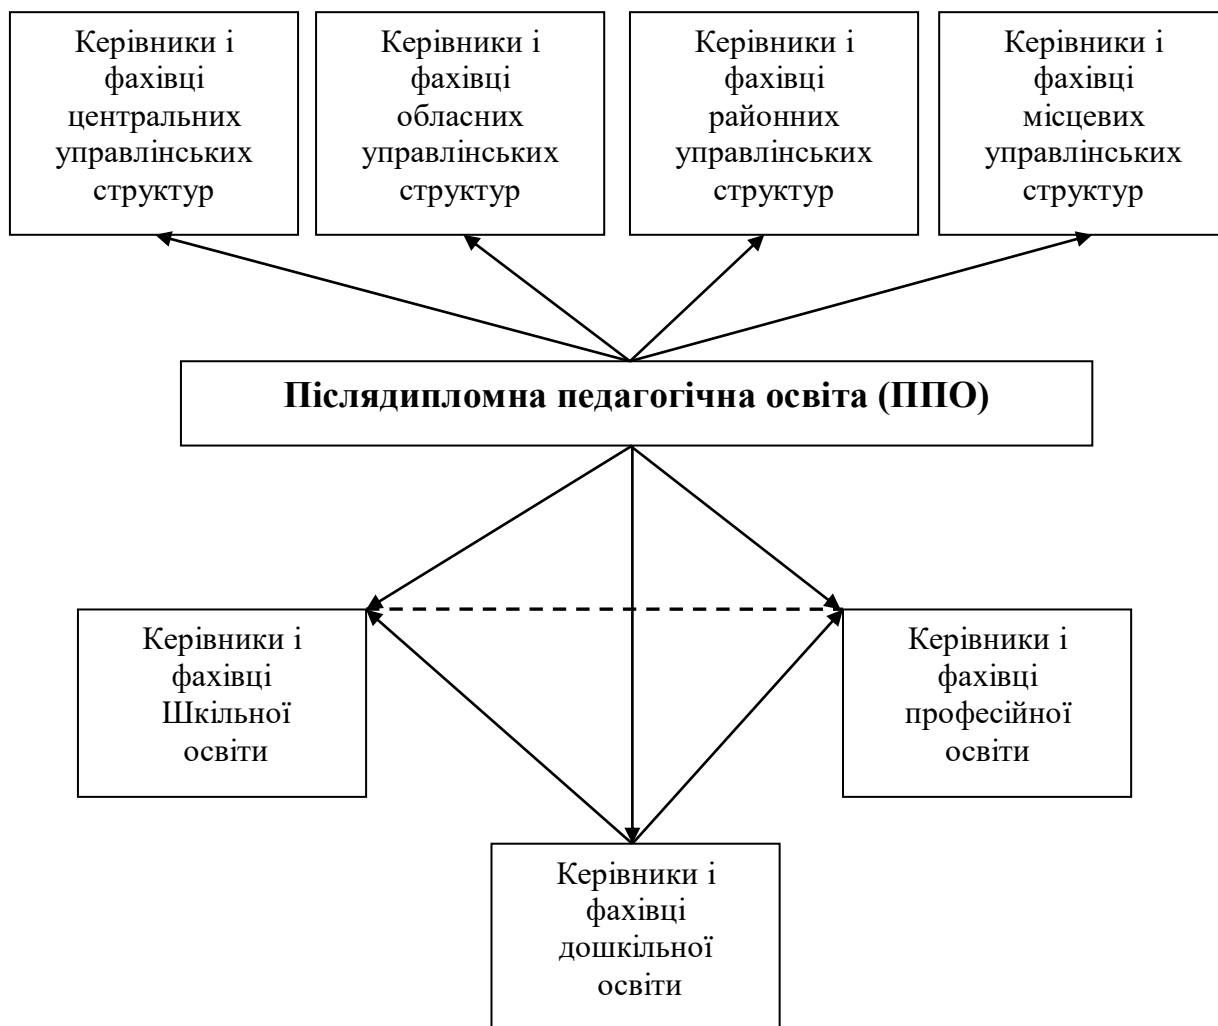 Керівники і
фахівці
центральних
управлінських
структур
Керівники і
фахівці
обласних
управлінських
структур
Керівники і
фахівці
районних
управлінських
структур
Керівники і
фахівці
місцевих
управлінських
структур
Післядипломна педагогічна освіта (ППО)
Керівники і
фахівці
Шкільної
освіти
Керівники і
фахівці
професійної
освіти
Керівники і
фахівці
дошкільної
освіти